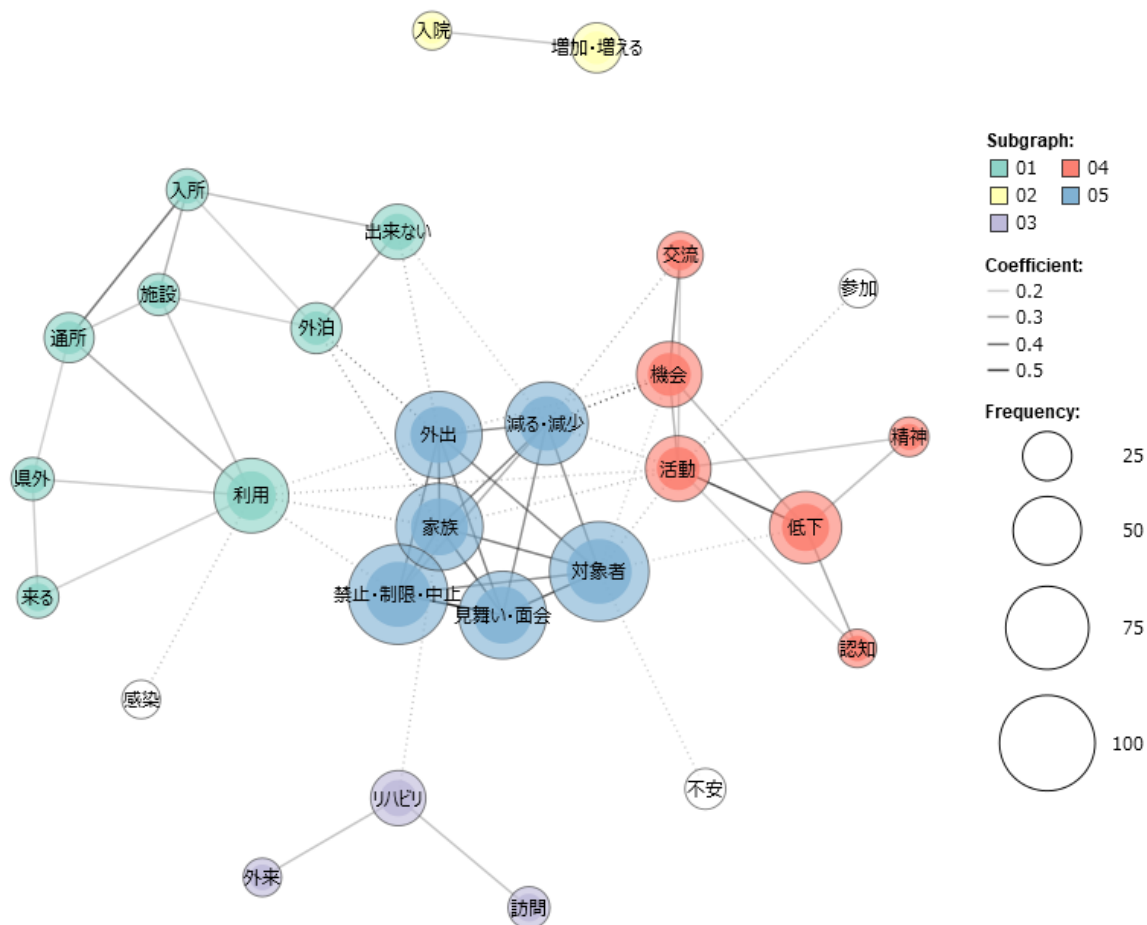 入院
増加・増える
Subgraph:
01 04
02 05
03
入所
出来ない
交流
Coefficient:
0.2
0.3
0.4
0.5
施設
外泊
参加
通所
機会
Frequency:
25
50
75
100
外出
減る・減少
精神
活動
県外
利用
家族
低下
対象者
来る
禁止・制限・中止
見舞い・面会
認知
感染
不安
リハビリ
外来
訪問